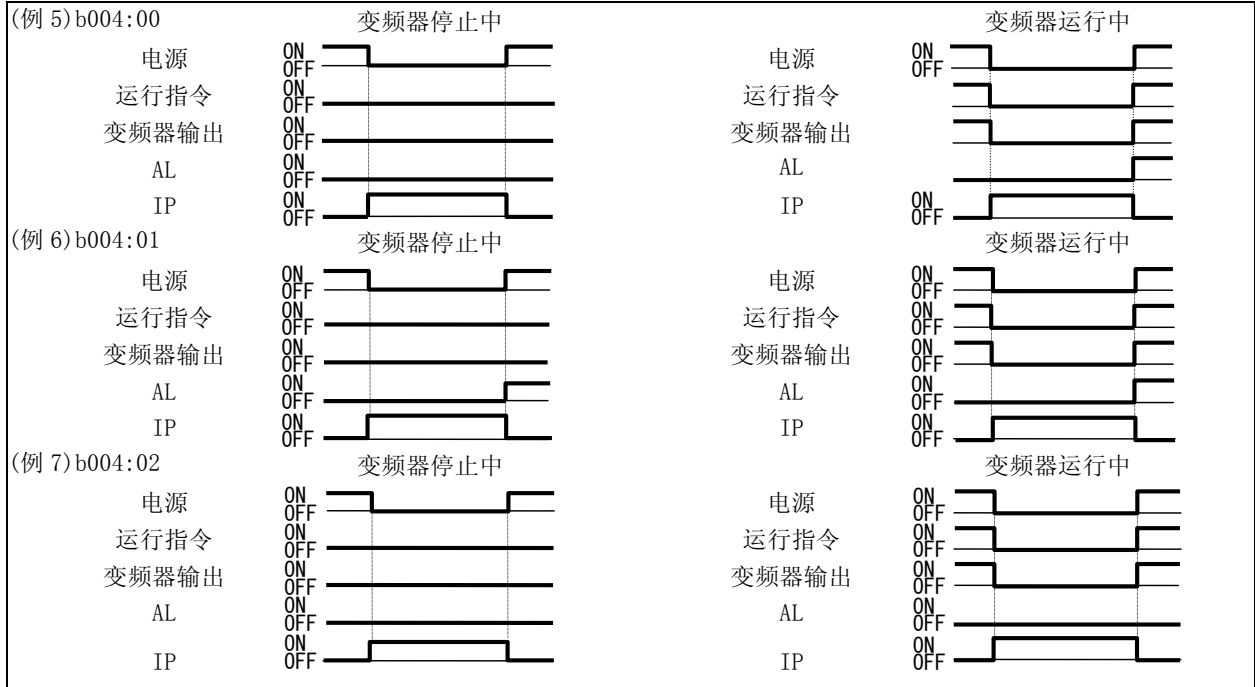 (例 5)b004:00 变频器停止中 变频器运行中
电源 ON OFF 电源 ON OFF
运行指令 ON OFF 运行指令
变频器输出 ON OFF 变频器输出
AL ON OFF AL
IP ON OFF IP ON OFF
(例 6)b004:01 变频器停止中 变频器运行中
电源 ON OFF 电源 ON OFF
运行指令 ON OFF 运行指令 ON OFF
变频器输出 ON OFF 变频器输出 ON OFF
AL ON OFF AL ON OFF
IP ON OFF IP ON OFF
(例 7)b004:02 变频器停止中 变频器运行中
电源 ON OFF 电源 ON OFF
运行指令 ON OFF 运行指令 ON OFF
变频器输出 ON OFF 变频器输出 ON OFF
AL ON OFF AL ON OFF
IP ON OFF IP ON OFF